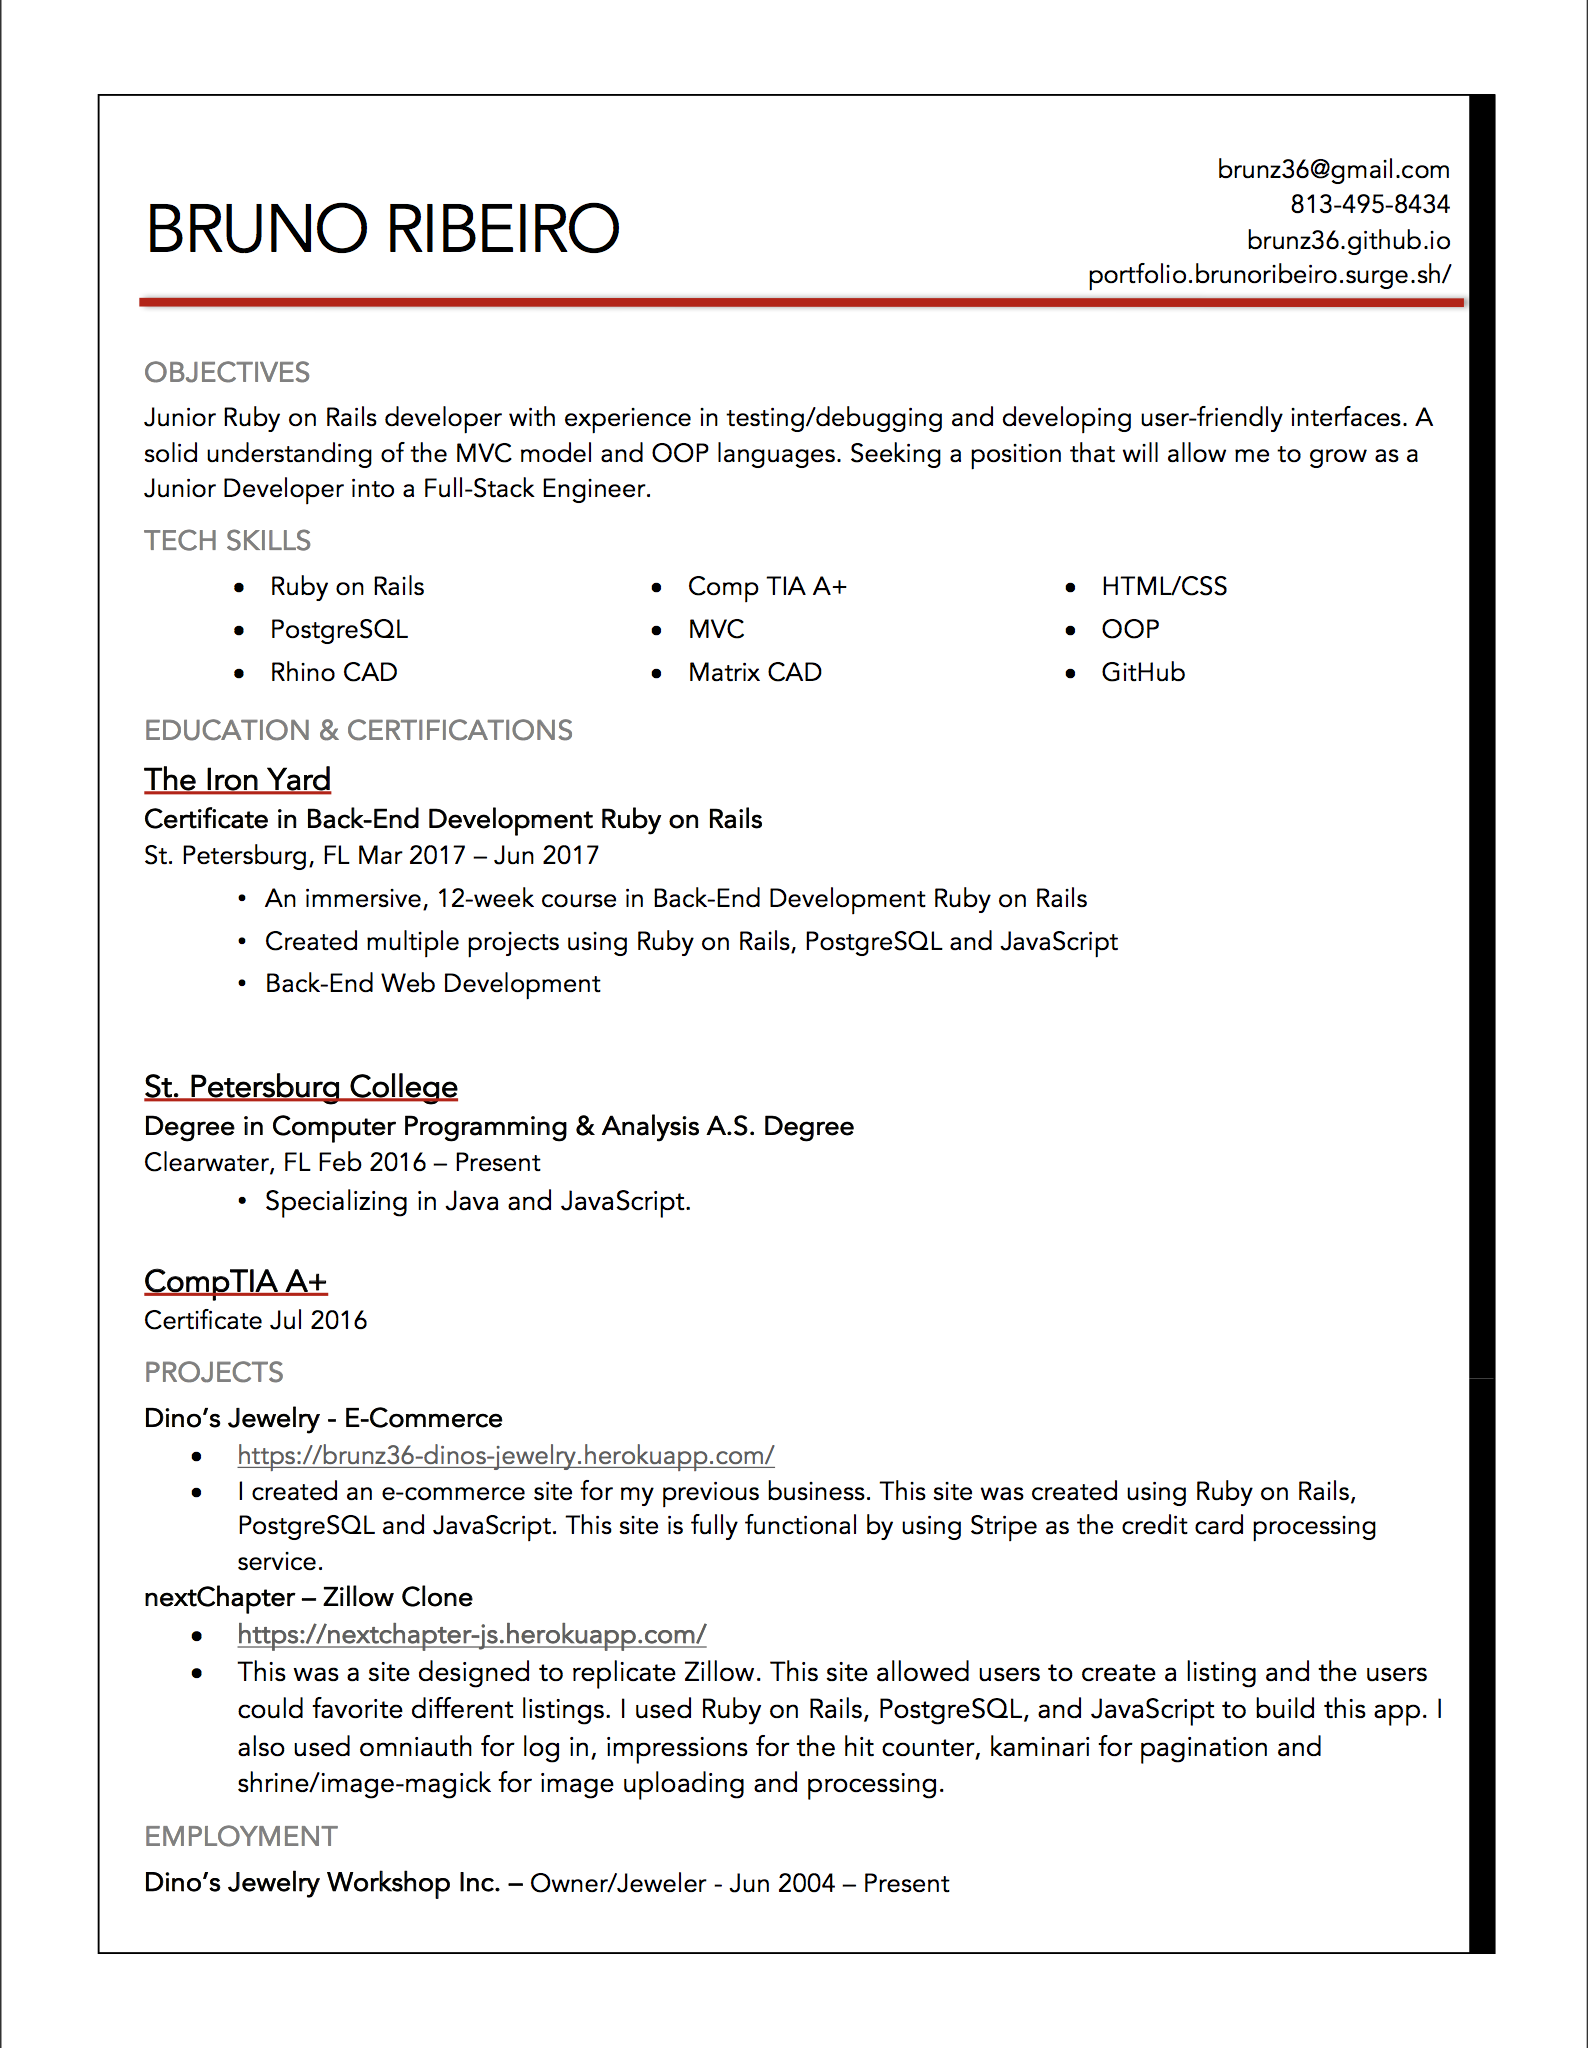 BRUNO RIBEIRO
brunz36@gmail.com
813-495-8434
brunz36.github.io
portfolio.brunoribeiro.surge.sh/
OBJECTIVES
Junior Ruby on Rails developer with experience in testing/debugging and developing user-friendly interfaces. A
solid understanding of the MVC model and OOP languages. Seeking a position that will allow me to grow as a
Junior Developer into a Full-Stack Engineer.
TECH SKILLS
• Ruby on Rails
• PostgreSQL
• Rhino CAD
• Comp TIA A+
• MVC
• Matrix CAD
• HTML/CSS
• OOP
• GitHub
EDUCATION & CERTIFICATIONS
The Iron Yard
Certificate in Back-End Development Ruby on Rails
St. Petersburg, FL Mar 2017 – Jun 2017
• An immersive, 12-week course in Back-End Development Ruby on Rails
• Created multiple projects using Ruby on Rails, PostgreSQL and JavaScript
• Back-End Web Development
St. Petersburg College
Degree in Computer Programming & Analysis A.S. Degree
Clearwater, FL Feb 2016 – Present
• Specializing in Java and JavaScript.
CompTIA A+
Certificate Jul 2016
PROJECTS
Dino’s Jewelry - E-Commerce
• https://brunz36-dinos-jewelry.herokuapp.com/
• I created an e-commerce site for my previous business. This site was created using Ruby on Rails,
PostgreSQL and JavaScript. This site is fully functional by using Stripe as the credit card processing
service.
nextChapter – Zillow Clone
• https://nextchapter-js.herokuapp.com/
• This was a site designed to replicate Zillow. This site allowed users to create a listing and the users
could favorite different listings. I used Ruby on Rails, PostgreSQL, and JavaScript to build this app. I
also used omniauth for log in, impressions for the hit counter, kaminari for pagination and
shrine/image-magick for image uploading and processing.
EMPLOYMENT
Dino’s Jewelry Workshop Inc. – Owner/Jeweler - Jun 2004 – Present